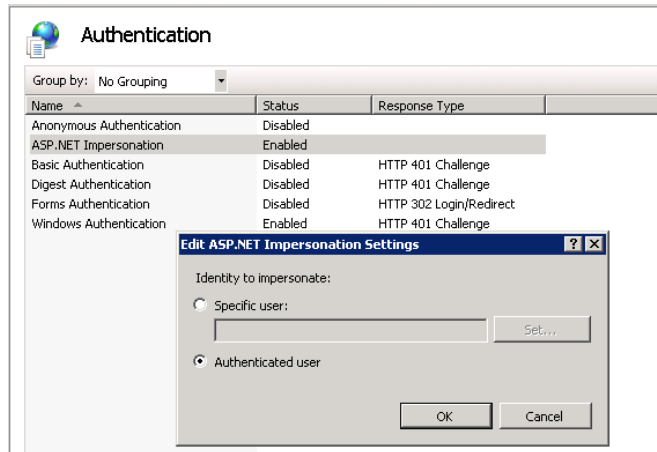 Authentication
Group by: No Grouping
Name Status Response Type
Anonymous Authentication Disabled
ASP.NET Impersonation Enabled
Basic Authentication Disabled HTTP 401 Challenge
Digest Authentication Disabled HTTP 401 Challenge
Forms Authentication Disabled HTTP 302 Login/Redirect
Windows Authentication Enabled HTTP 401 Challenge
Edit ASP.NET Impersonation Settings
Identity to impersonate:
Specific user:
Set...
Authenticated user
OK Cancel